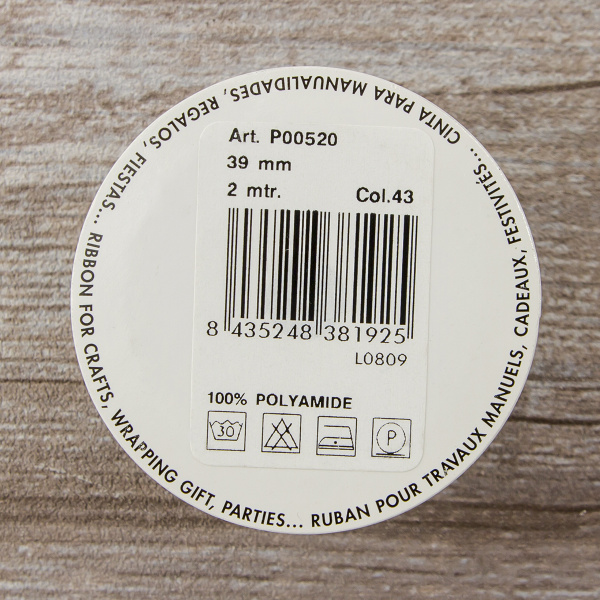 Art. P00520
39 mm
2 mtr. Col.43
8 435248 381925
L0809
100% POLYAMIDE
30 P
RIBBON FOR CRAFTS, WRAPPING GIFT, PARTIES... RUBAN POUR TRAVAUX MANUELS, CADEAUX, FESTIVITÉS... CINTA PARA MANUALIDADES, REGALOS, FIESTAS...